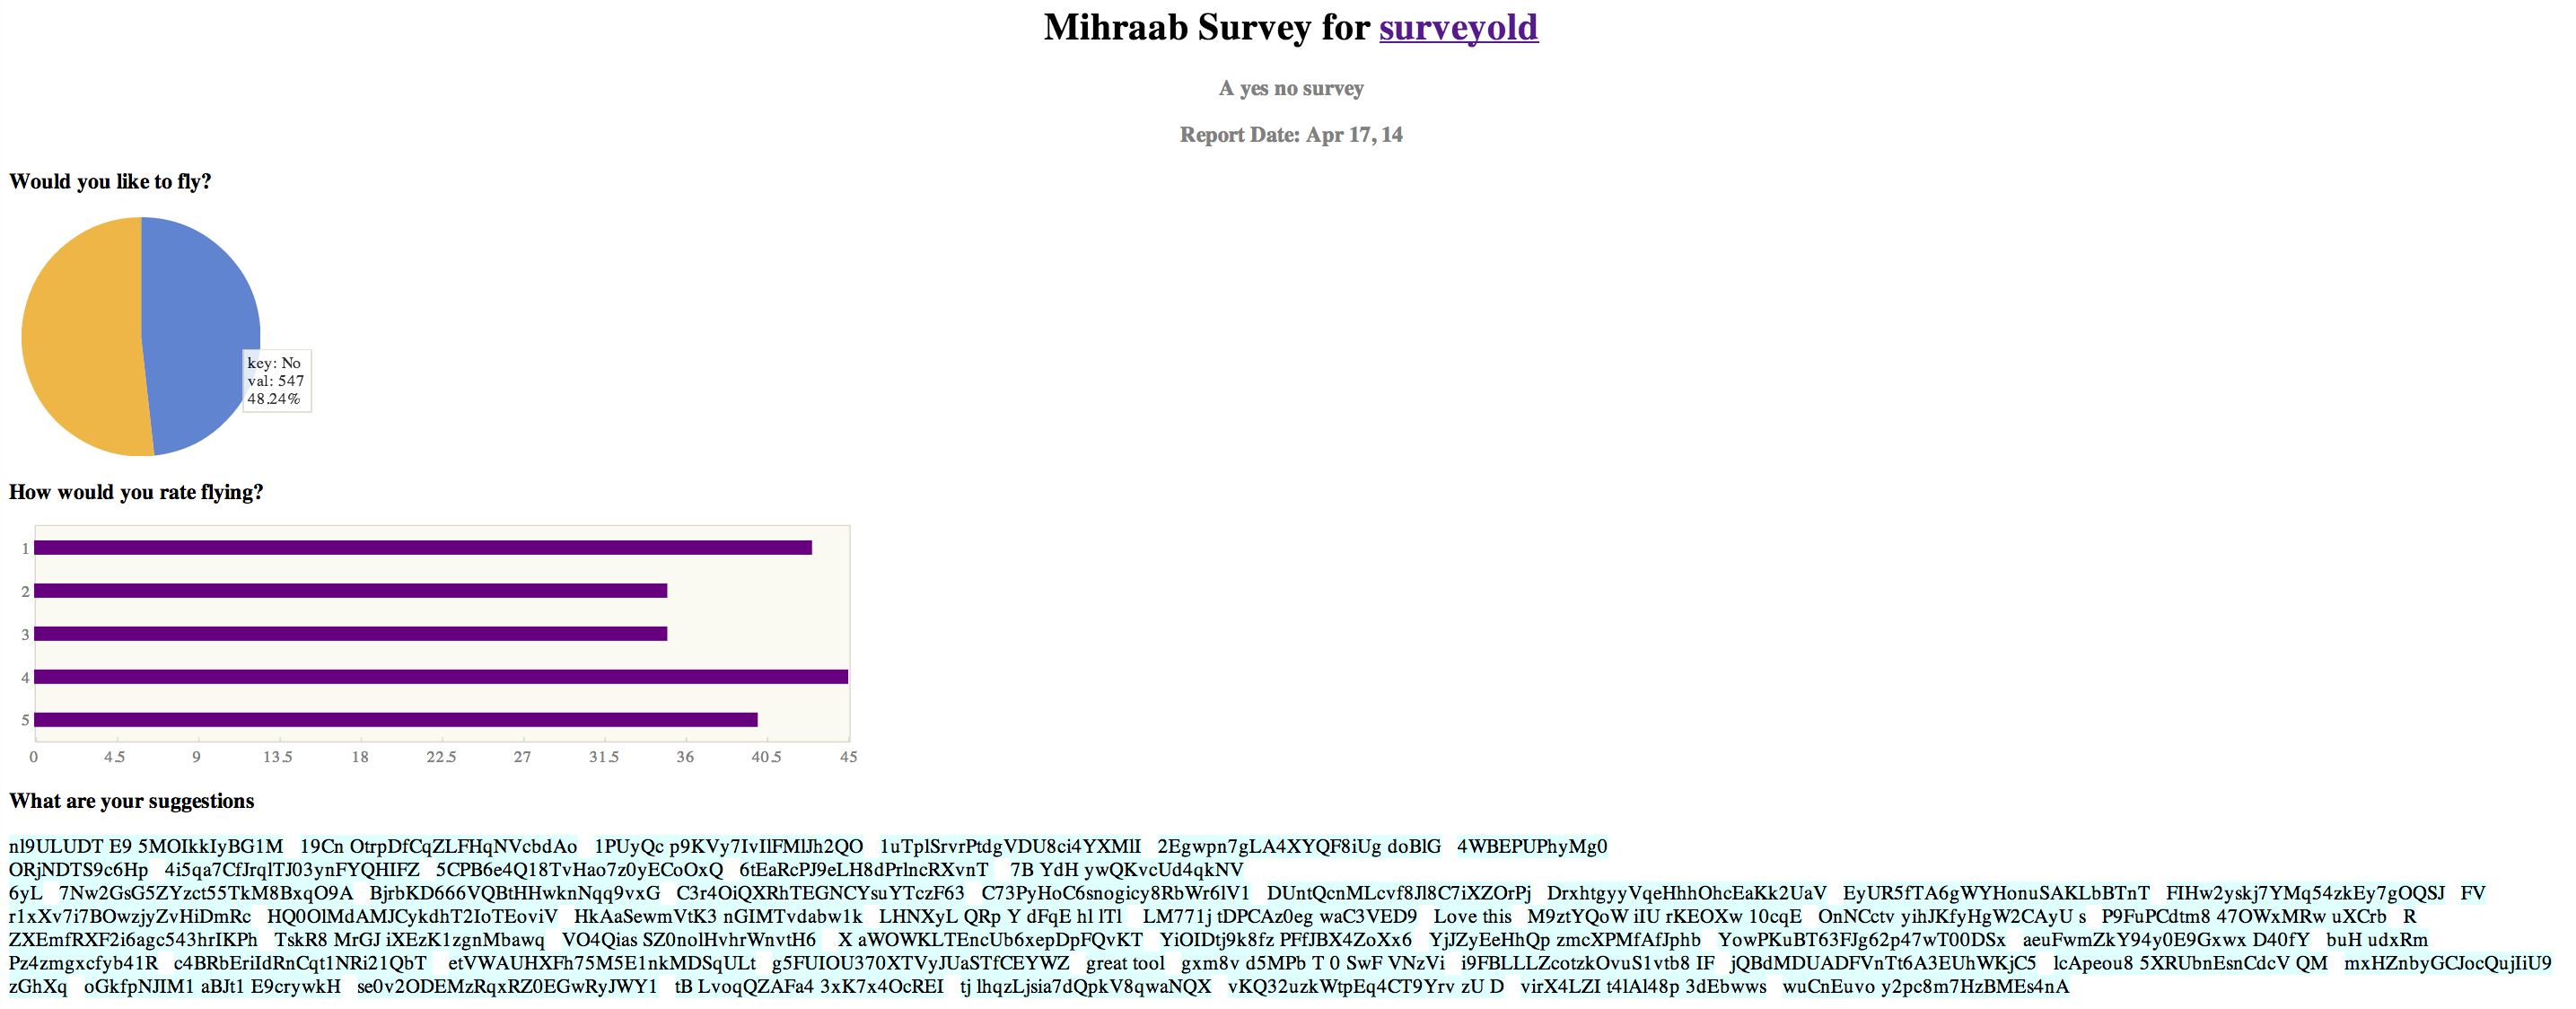 Mihraab Survey for surveyold
A yes no survey
Report Date: Apr 17, 14
Would you like to fly?
key: No
val: 547
48.24%
How would you rate flying?
1
2
3
4
5
0 4.5 9 13.5 18 22.5 27 31.5 36 40.5 45
What are your suggestions
nl9ULUDT E9 5MOIkkIyBG1M 19Cn OtrpDfCqZLFHqNVcbdAo 1PUyQc p9KVy7IvIlFMlJh2QO 1uTplSrvrPtdgVDU8ci4YXMlI 2Egwpn7gLA4XYQF8iUg doBlG 4WBEPUPhyMg0
ORjNDTS9c6Hp 4i5qa7CfJrqlTJ03ynFYQHIFZ 5CPB6e4Q18TvHao7z0yECoOxQ 6tEaRcPJ9eLH8dPrlncRXvnT 7B YdH ywQKvcUd4qkNV
6yL 7Nw2GsG5ZYzct55TkM8BxqO9A BjrbKD666VQBtHHwknNqq9vxG C3r4OiQXRhTEGNCYsuYTczF63 C73PyHoC6snogicy8RbWr6lV1 DUntQcnMLcvf8Jl8C7iXZOrPj DrxhtgyyVqeHhhOhcEaKk2UaV EyUR5fTA6gWYHonuSAKLbBTnT FIHw2yskj7YMq54zkEy7gOQSJ FV
r1xXv7i7BOwzjyZvHiDmRc HQ0OlMdAMJCykdhT2IoTEoviV HkAaSewmVtK3 nGIMTvdabw1k LHNXyL QRp Y dFqE hl lTl LM771j tDPCAz0eg waC3VED9 Love this M9ztYQoW iIU rKEOXw 10cqE OnNCctv yihJKfyHgW2CAyU s P9FuPCdtm8 47OWxMRw uXCrb R
ZXEmfRXF2i6agc543hrIKPh TskR8 MrGJ iXEzK1zgnMbawq VO4Qias SZ0nolHvhrWnvtH6 X aWOWKLTEncUb6xepDpFQvKT YiOIDtj9k8fz PFfJBX4ZoXx6 YjJZyEeHhQp zmcXPMfAfJphb YowPKuBT63FJg62p47wT00DSx aeuFwmZkY94y0E9Gxwx D40fY buH udxRm
Pz4zmgxcfyb41R c4BRbEriIdRnCqt1NRi21QbT etVWAUHXFh75M5E1nkMDSqULt g5FUIOU370XTVyJUaSTfCEYWZ great tool gxm8v d5MPb T 0 SwF VNzVi i9FBLLLZcotzkOvuS1vtb8 IF jQBdMDUADFVnTt6A3EUhWKjC5 lcApeou8 5XRUbnEsnCdcV QM mxHZnbyGCJocQujIiU9
zGhXq oGkfpNJIM1 aBJt1 E9crywkH se0v2ODEMzRqxRZ0EGwRyJWY1 tB LvoqQZAFa4 3xK7x4OcREI tj lhqzLjsia7dQpkV8qwaNQX vKQ32uzkWtpEq4CT9Yrv zU D virX4LZI t4lAl48p 3dEbwws wuCnEuvo y2pc8m7HzBMEs4nA